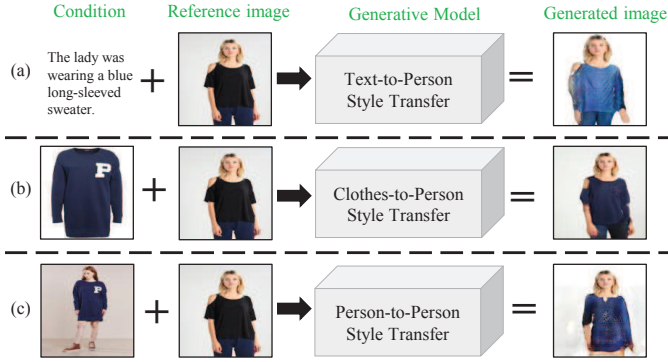 Condition Reference image Generative Model Generated image
(a)
The lady was
wearing a blue
long-sleeved
sweater.
+
Text-to-Person
Style Transfer
=
(b)
P
+
Clothes-to-Person
Style Transfer
=
(c)
P
+
Person-to-Person
Style Transfer
=